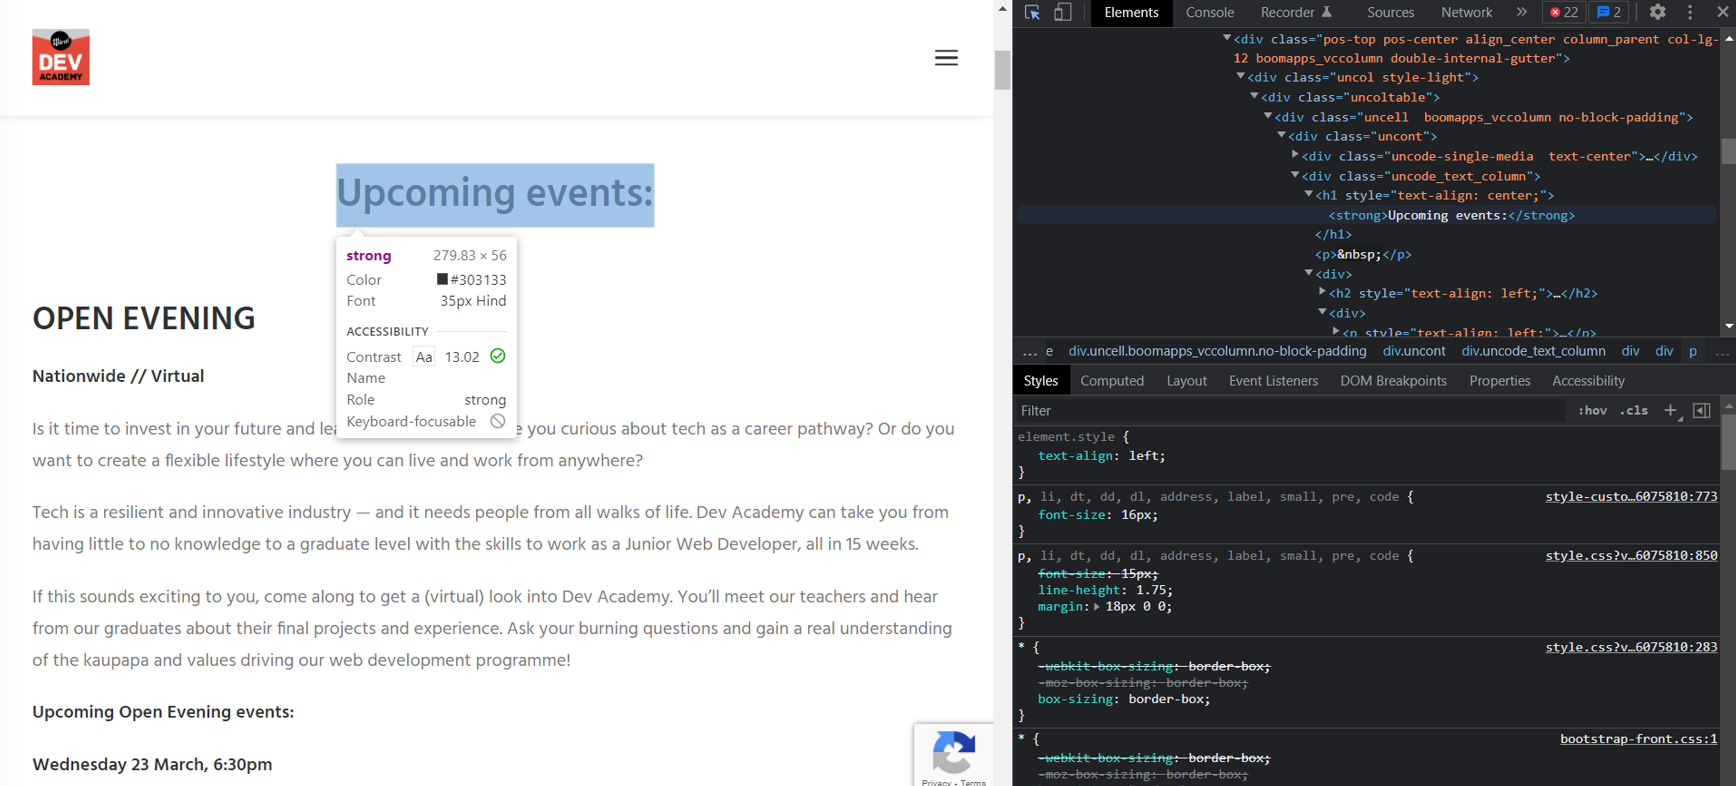 DEV
ACADEMY
Upcoming events:
strong 279.83 × 56
Color #303133
Font 35px Hind
ACCESSIBILITY
Contrast Aa 13.02
Name
Role strong
Keyboard-focusable
OPEN EVENING
Nationwide // Virtual
Is it time to invest in your future and e you curious about tech as a career pathway? Or do you
want to create a flexible lifestyle where you can live and work from anywhere?
Tech is a resilient and innovative industry — and it needs people from all walks of life. Dev Academy can take you from
having little to no knowledge to a graduate level with the skills to work as a Junior Web Developer, all in 15 weeks.
If this sounds exciting to you, come along to get a (virtual) look into Dev Academy. You’ll meet our teachers and hear
from our graduates about their final projects and experience. Ask your burning questions and gain a real understanding
of the kaupapa and values driving our web development programme!
Upcoming Open Evening events:
Wednesday 23 March, 6:30pm
Privacy - Terms
Elements Console Recorder Sources Network » 22 2
<div class="pos-top pos-center align_center column_parent col-lg-
12 boomapps_vccolumn double-internal-gutter">
<div class="uncol style-light">
<div class="uncoltable">
<div class="uncell  boomapps_vccolumn no-block-padding">
<div class="uncont">
<div class="uncode-single-media  text-center">…</div>
<div class="uncode_text_column">
<h1 style="text-align: center;">
<strong>Upcoming events:</strong>
</h1>
<p>&nbsp;</p>
<div>
<h2 style="text-align: left;">…</h2>
<div>
<p style="text-align: left;">…</p>
... e div.uncell.boomapps_vccolumn.no-block-padding div.uncont div.uncode_text_column div div p ...
Styles Computed Layout Event Listeners DOM Breakpoints Properties Accessibility
Filter :hov .cls +
element.style {
text-align: left;
}
p, li, dt, dd, dl, address, label, small, pre, code { style-custo…6075810:773
font-size: 16px;
}
p, li, dt, dd, dl, address, label, small, pre, code { style.css?v…6075810:850
font-size: 15px;
line-height: 1.75;
margin: 18px 0 0;
}
* { style.css?v…6075810:283
-webkit-box-sizing: border-box;
-moz-box-sizing: border-box;
box-sizing: border-box;
}
* { bootstrap-front.css:1
-webkit-box-sizing: border-box;
-moz-box-sizing: border-box;